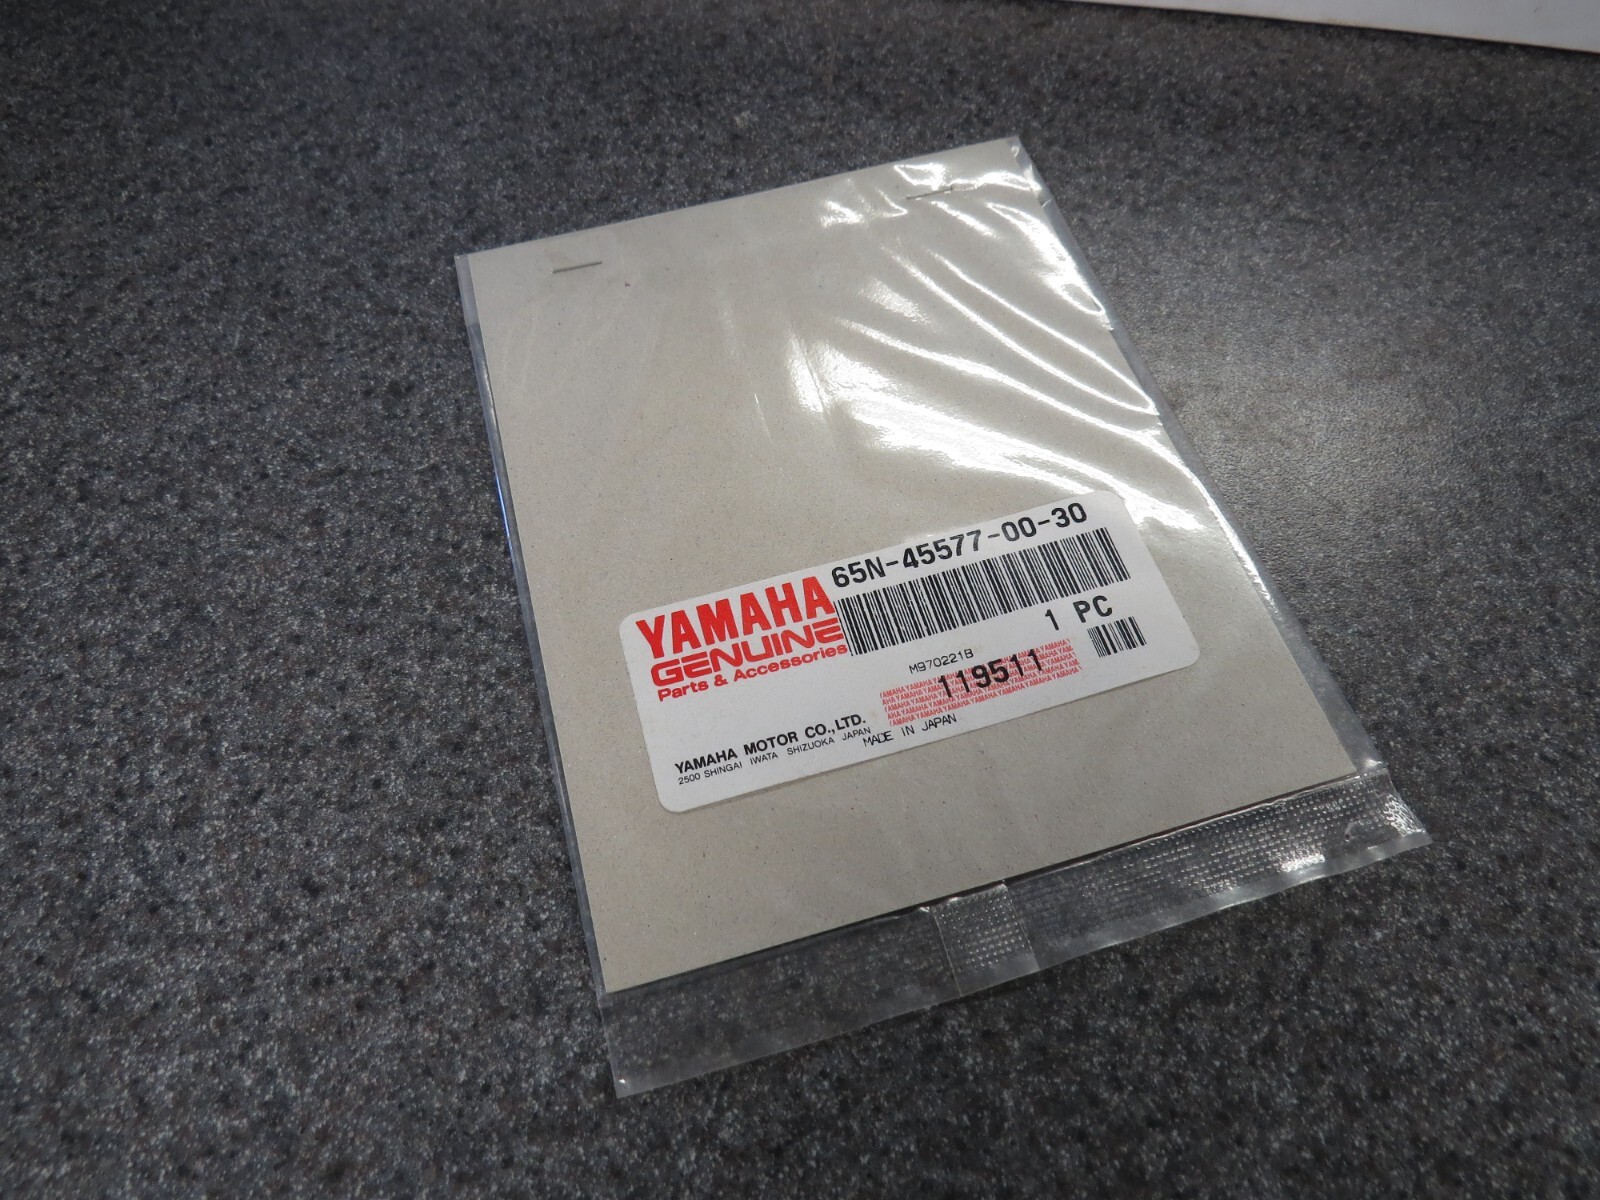 65N-45577-00-30
YAMAHA
GENUINE
Parts & Accessories
1 PC
M970221B
119511
YAMAHA MOTOR CO.,LTD.
2500 SHINGAI IWATA SHIZUOKA JAPAN
MADE IN JAPAN